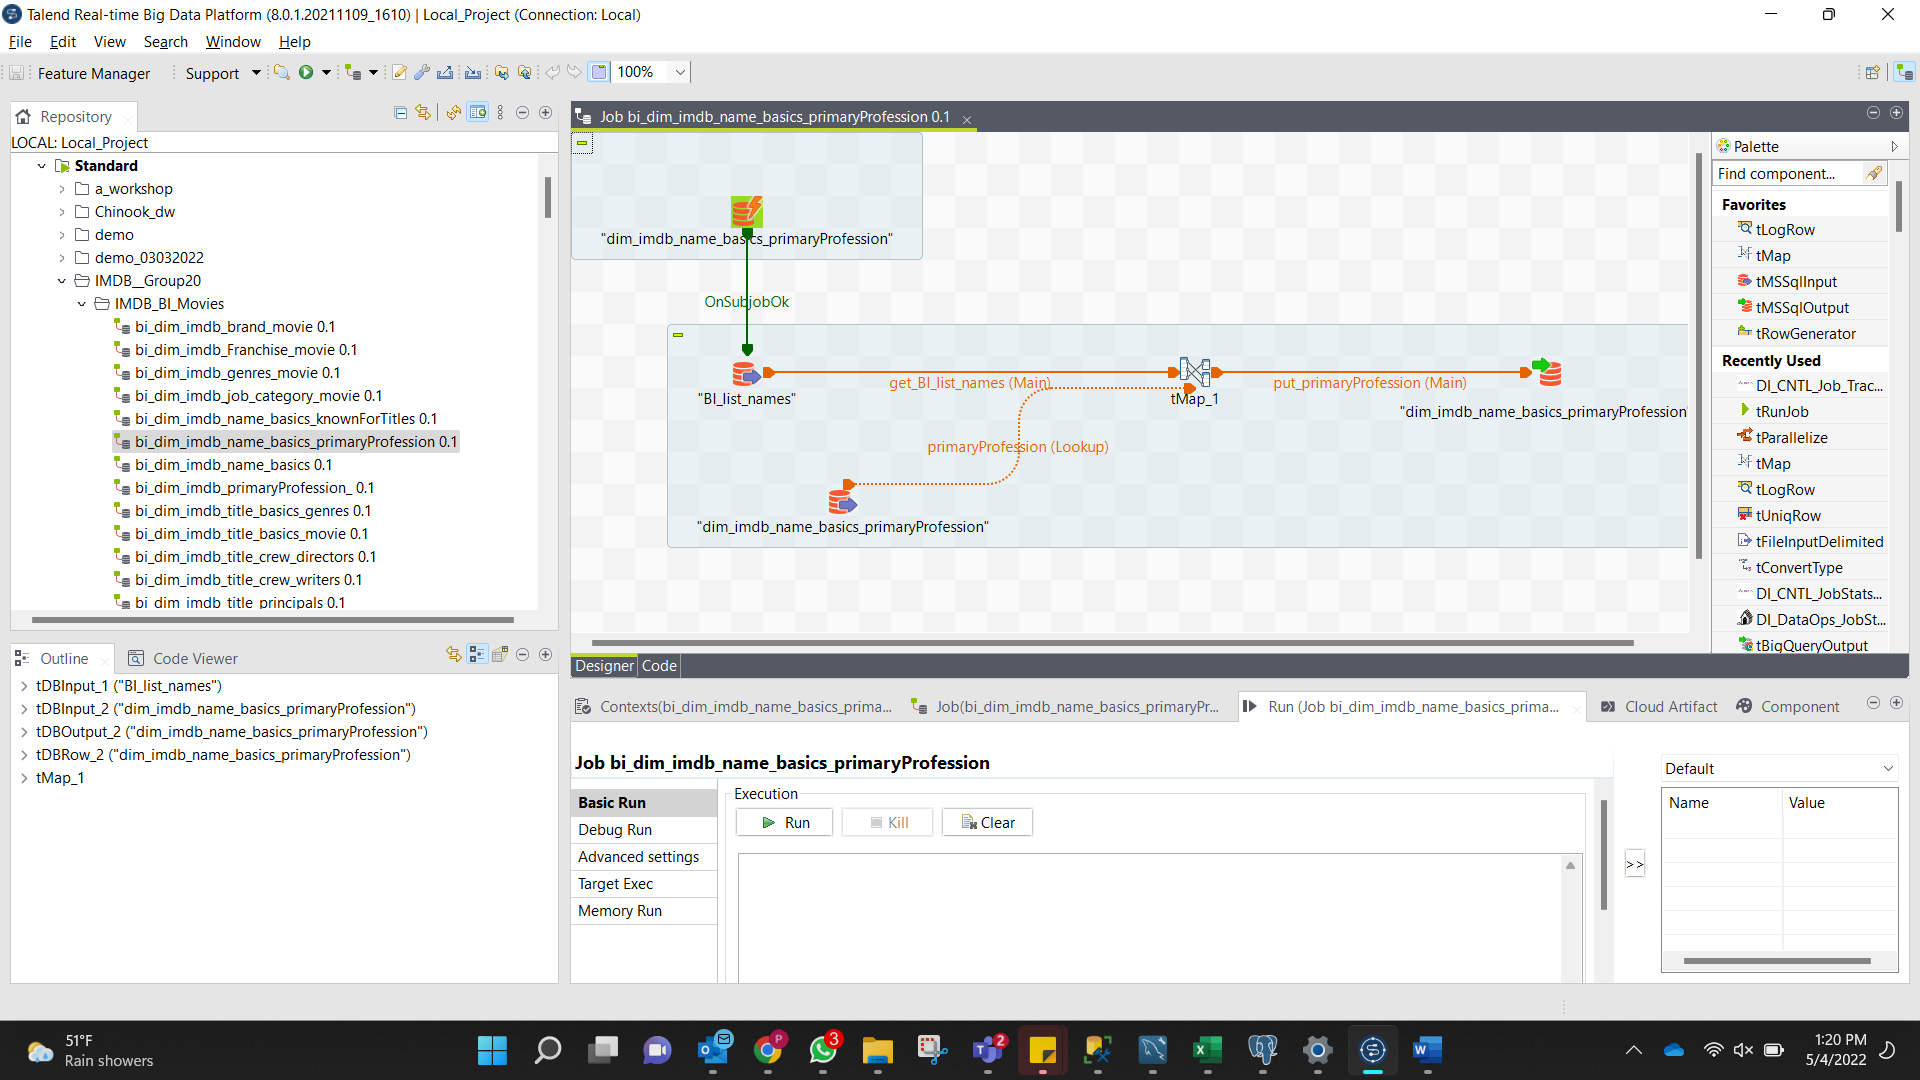 Talend Real-time Big Data Platform (8.0.1.20211109_1610) | Local_Project (Connection: Local)
File Edit View Search Window Help
Feature Manager Support 100%
Repository
LOCAL: Local_Project
Standard
a_workshop
Chinook_dw
demo
demo_03032022
IMDB__Group20
IMDB_BI_Movies
bi_dim_imdb_brand_movie 0.1
bi_dim_imdb_Franchise_movie 0.1
bi_dim_imdb_genres_movie 0.1
bi_dim_imdb_job_category_movie 0.1
bi_dim_imdb_name_basics_knownForTitles 0.1
bi_dim_imdb_name_basics_primaryProfession 0.1
bi_dim_imdb_name_basics 0.1
bi_dim_imdb_primaryProfession_ 0.1
bi_dim_imdb_title_basics_genres 0.1
bi_dim_imdb_title_basics_movie 0.1
bi_dim_imdb_title_crew_directors 0.1
bi_dim_imdb_title_crew_writers 0.1
bi_dim_imdb_title_principals 0.1
Outline Code Viewer
tDBInput_1 ("BI_list_names")
tDBInput_2 ("dim_imdb_name_basics_primaryProfession")
tDBOutput_2 ("dim_imdb_name_basics_primaryProfession")
tDBRow_2 ("dim_imdb_name_basics_primaryProfession")
tMap_1
Job bi_dim_imdb_name_basics_primaryProfession 0.1
"dim_imdb_name_basics_primaryProfession"
OnSubjobOk
get_BI_list_names (Main)
put_primaryProfession (Main)
"BI_list_names"
tMap_1
"dim_imdb_name_basics_primaryProfession"
primaryProfession (Lookup)
"dim_imdb_name_basics_primaryProfession"
Designer Code
Palette
Find component...
Favorites
tLogRow
tMap
tMSSqlInput
tMSSqlOutput
tRowGenerator
Recently Used
DI_CNTL_Job_Trac...
tRunJob
tParallelize
tMap
tLogRow
tUniqRow
tFileInputDelimited
tConvertType
DI_CNTL_JobStats...
DI_DataOps_JobSt...
tBigQueryOutput
Contexts(bi_dim_imdb_name_basics_prima... Job(bi_dim_imdb_name_basics_primaryPr... Run (Job bi_dim_imdb_name_basics_prima... Cloud Artifact Component
Job bi_dim_imdb_name_basics_primaryProfession
Basic Run
Debug Run
Advanced settings
Target Exec
Memory Run
Execution
Run Kill Clear
>>
Default
Name Value
51°F
Rain showers
P
3
2
1:20 PM
5/4/2022